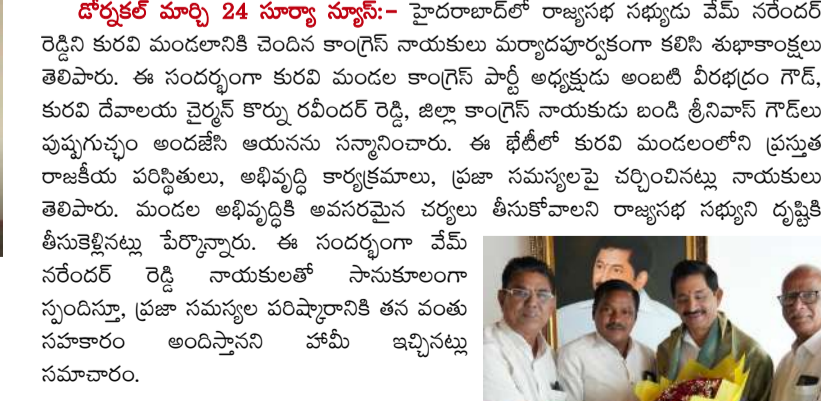 డోర్నకల్ మార్చి 24 సూర్యా న్యూస్:– హైదరాబాద్‌లో రాజ్యసభ సభ్యుడు వేమ్ నరేందర్
రెడ్డిని కురవి మండలానికి చెందిన కాంగ్రెస్ నాయకులు మర్యాదపూర్వకంగా కలిసి శుభాకాంక్షలు
తెలిపారు. ఈ సందర్భంగా కురవి మండల కాంగ్రెస్ పార్టీ అధ్యక్షుడు అంబటి వీరభద్రం గౌడ్,
కురవి దేవాలయ చైర్మన్ కొర్ను రవీందర్ రెడ్డి, జిల్లా కాంగ్రెస్ నాయకుడు బండి శ్రీనివాస్ గౌడ్‌లు
పుష్పగుచ్ఛం అందజేసి ఆయనను సన్మానించారు. ఈ భేటీలో కురవి మండలంలోని ప్రస్తుత
రాజకీయ పరిస్థితులు, అభివృద్ధి కార్యక్రమాలు, ప్రజా సమస్యలపై చర్చించినట్లు నాయకులు
తెలిపారు. మండల అభివృద్ధికి అవసరమైన చర్యలు తీసుకోవాలని రాజ్యసభ సభ్యుని దృష్టికి
తీసుకెళ్లినట్లు పేర్కొన్నారు. ఈ సందర్భంగా వేమ్
నరేందర్ రెడ్డి నాయకులతో సానుకూలంగా
స్పందిస్తూ, ప్రజా సమస్యల పరిష్కారానికి తన వంతు
సహకారం అందిస్తానని హామీ ఇచ్చినట్లు
సమాచారం.